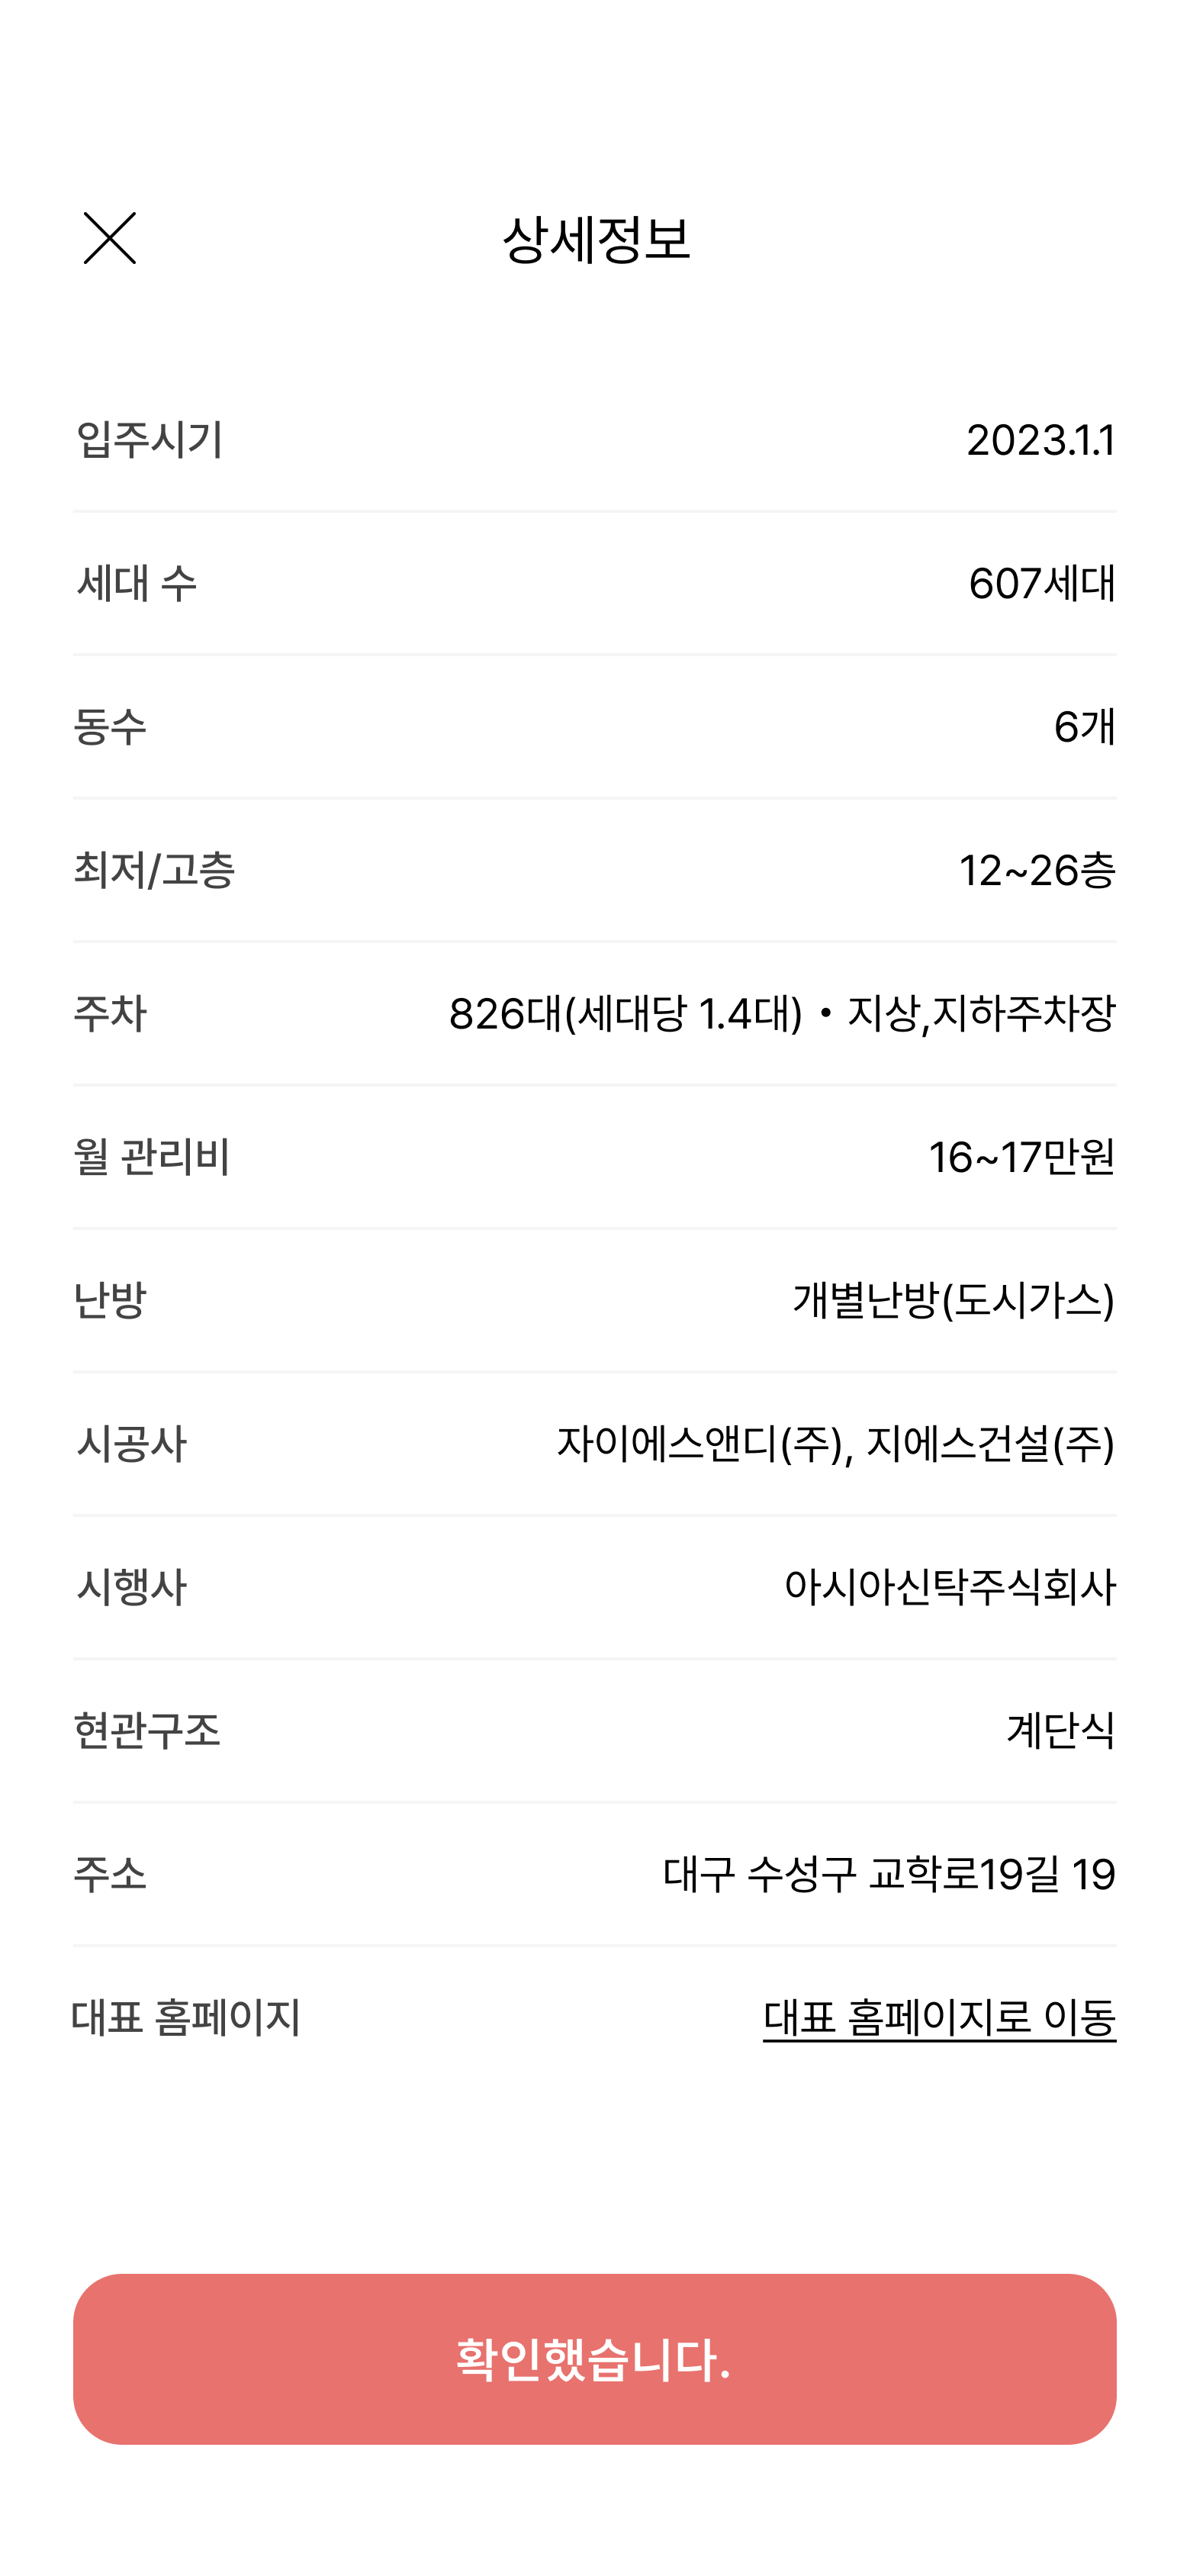 상세정보
입주시기 2023.1.1
세대 수 607세대
동수 6개
최저/고층 12~26층
주차 826대(세대당 1.4대) • 지상,지하주차장
월 관리비 16~17만원
난방 개별난방(도시가스)
시공사 자이에스앤디(주), 지에스건설(주)
시행사 아시아신탁주식회사
현관구조 계단식
주소 대구 수성구 교학로19길 19
대표 홈페이지 대표 홈페이지로 이동
확인했습니다.